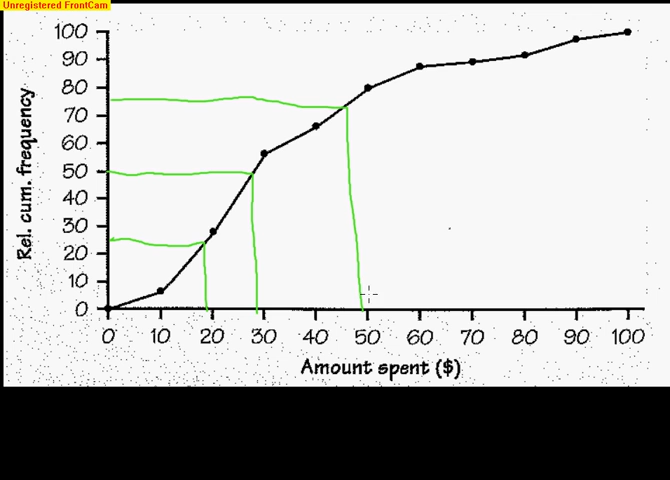 Unregistered FrontCam
100
90
80
70
60
50
40
30
20
10
0
Rel. cum. frequency
0 10 20 30 40 50 60 70 80 90 100
Amount spent ($)